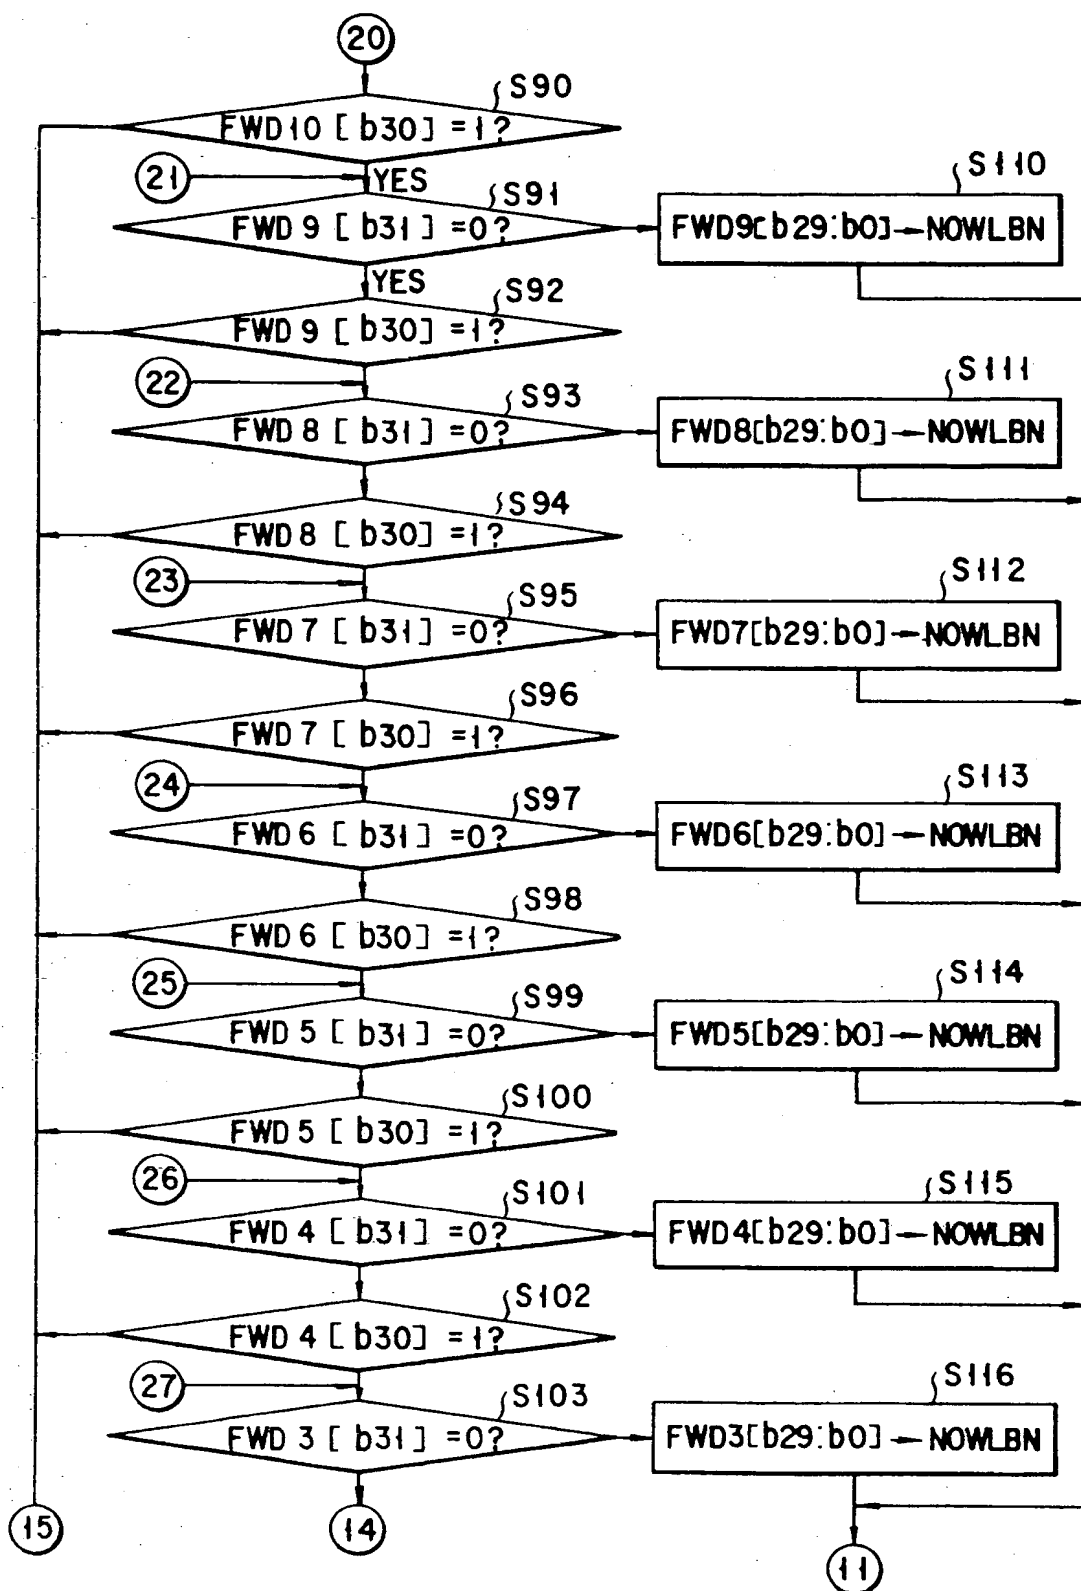 20
S90
FWD10 [b30] =1?
21
YES
S91
FWD9 [b31] =0?
S110
FWD9[b29:b0]→NOWLBN
YES
S92
FWD9 [b30] =1?
22
S93
FWD8 [b31] =0?
S111
FWD8[b29:b0]→NOWLBN
S94
FWD8 [b30] =1?
23
S95
FWD7 [b31] =0?
S112
FWD7[b29:b0]→NOWLBN
S96
FWD7 [b30] =1?
24
S97
FWD6 [b31] =0?
S113
FWD6[b29:b0]→NOWLBN
S98
FWD6 [b30] =1?
25
S99
FWD5 [b31] =0?
S114
FWD5[b29:b0]→NOWLBN
S100
FWD5 [b30] =1?
26
S101
FWD4 [b31] =0?
S115
FWD4[b29:b0]→NOWLBN
S102
FWD4 [b30] =1?
27
S103
FWD3 [b31] =0?
S116
FWD3[b29:b0]→NOWLBN
15
14
11